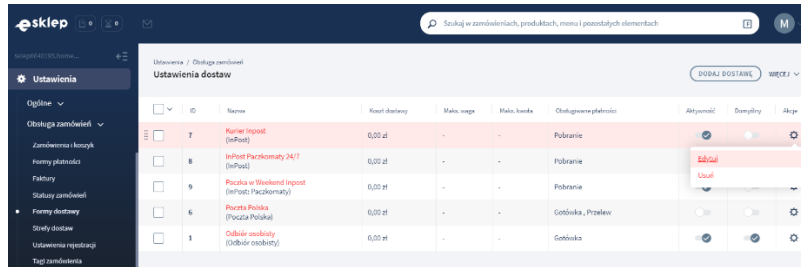 esklep
Szukaj w zamówieniach, produktach, menu i pozostałych elementach
M
Ustawienia / Obsługa zamówień
Ustawienia dostaw
DODAJ DOSTAWĘ
WIĘCEJ
Ustawienia
Ogólne
Obsługa zamówień
Zamówienia i koszyk
Formy płatności
Faktury
Statusy zamówień
Formy dostawy
Strefy dostaw
Ustawienia rejestracji
Tagi zamówienia
ID Nazwa Koszt dostawy Maks. waga Maks. kwota Obsługiwane płatności Aktywność Domyślny Akcje
7 Kurier Inpost 0,00 zł - - Pobranie
(InPost)
Edytuj
Usuń
8 InPost Paczkomaty 24/7 0,00 zł - - Pobranie
(InPost)
9 Paczka w Weekend Inpost 0,00 zł - - Pobranie
(InPost: Paczkomaty)
6 Poczta Polska 0,00 zł - - Gotówka , Przelew
(Poczta Polska)
1 Odbiór osobisty 0,00 zł - - Gotówka
(Odbiór osobisty)